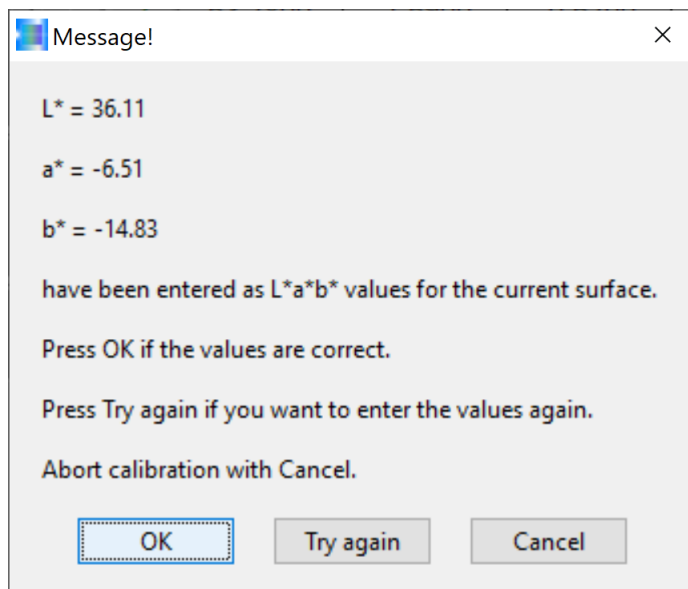 Message!
L* = 36.11
a* = -6.51
b* = -14.83
have been entered as L*a*b* values for the current surface.
Press OK if the values are correct.
Press Try again if you want to enter the values again.
Abort calibration with Cancel.
OK Try again Cancel